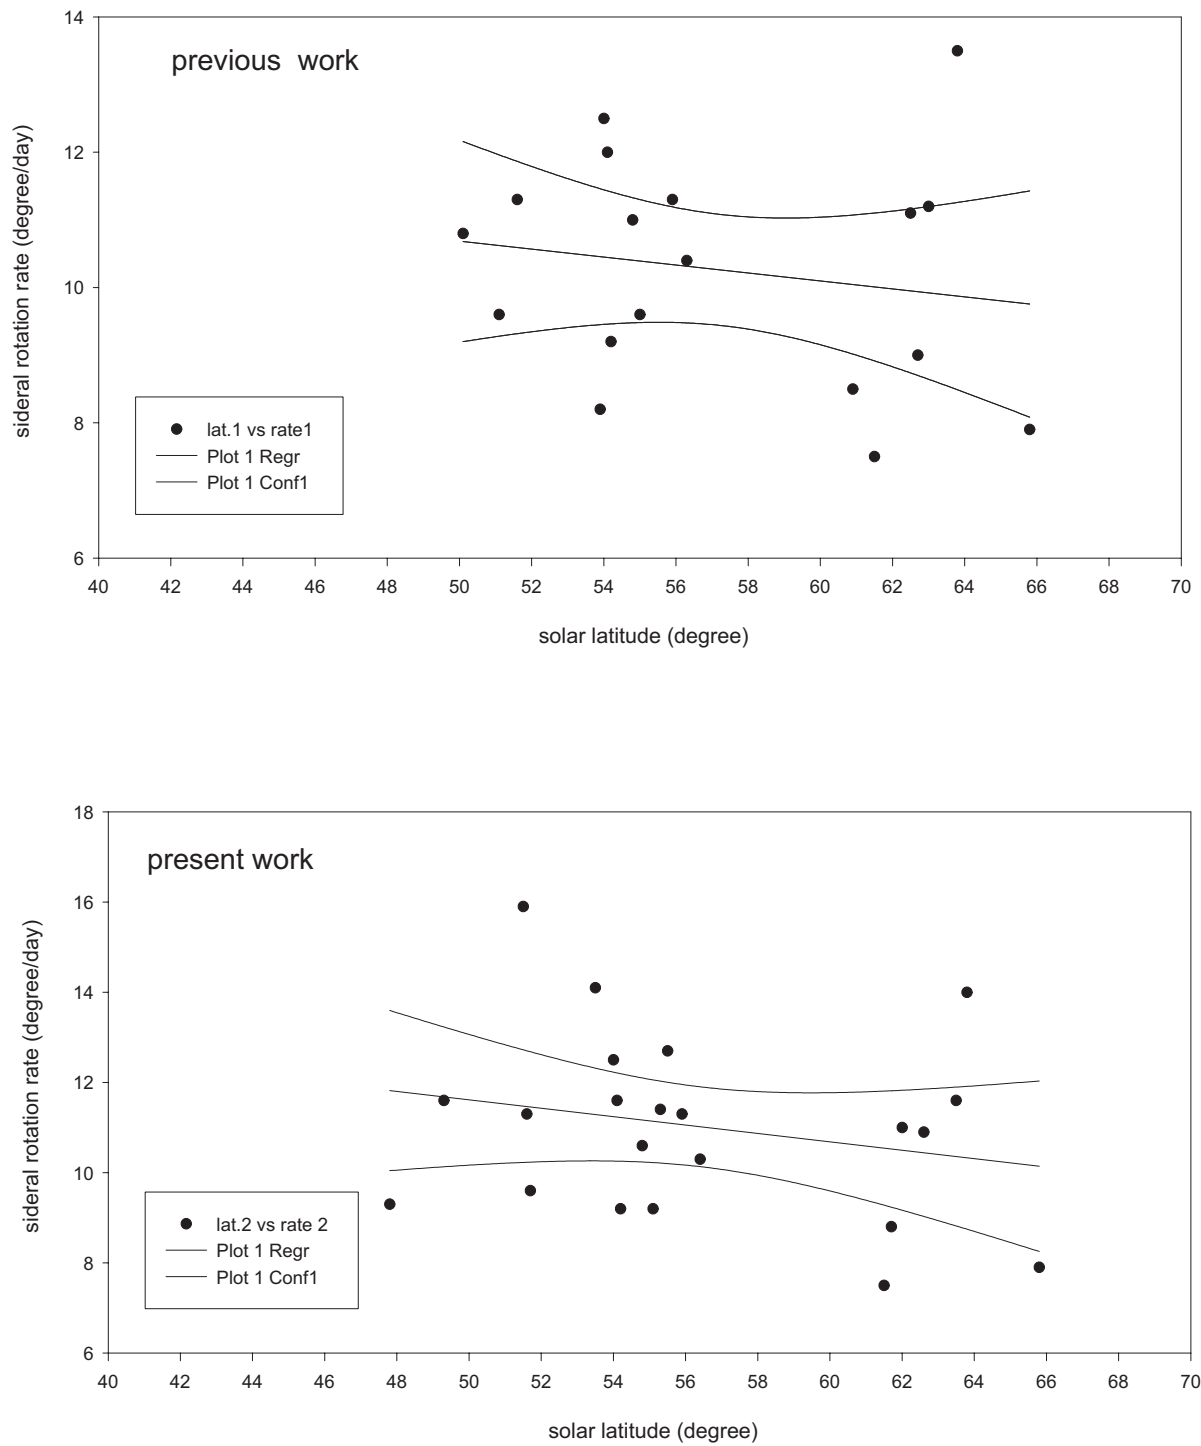 previous work
sideral rotation rate (degree/day)
14
12
10
8
6
lat.1 vs rate1
Plot 1 Regr
Plot 1 Conf1
40 42 44 46 48 50 52 54 56 58 60 62 64 66 68 70
solar latitude (degree)
present work
sideral rotation rate (degree/day)
18
16
14
12
10
8
6
lat.2 vs rate 2
Plot 1 Regr
Plot 1 Conf1
40 42 44 46 48 50 52 54 56 58 60 62 64 66 68 70
solar latitude (degree)